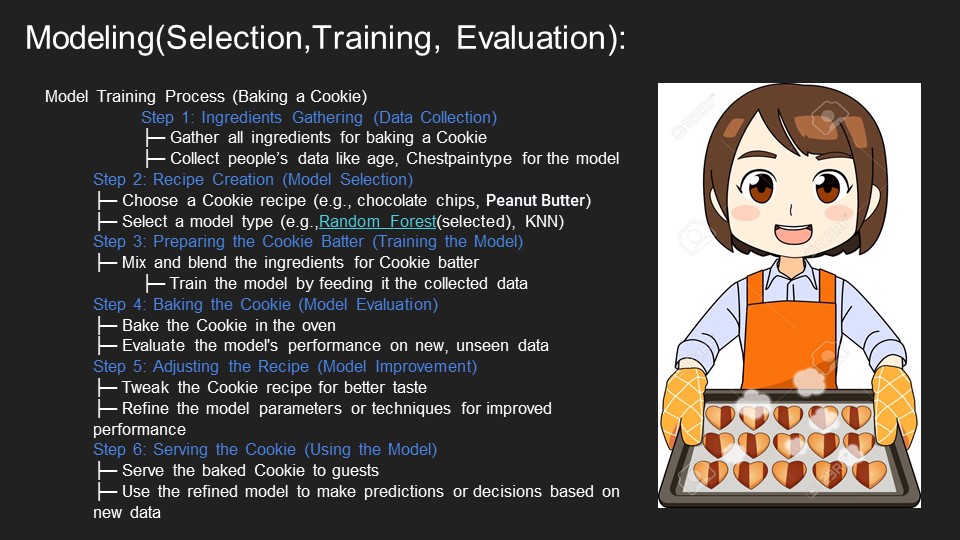 Modeling(Selection,Training, Evaluation):
Model Training Process (Baking a Cookie)
Step 1: Ingredients Gathering (Data Collection)
├── Gather all ingredients for baking a Cookie
├── Collect people’s data like age, Chestpaintype for the model
Step 2: Recipe Creation (Model Selection)
├── Choose a Cookie recipe (e.g., chocolate chips, Peanut Butter)
├── Select a model type (e.g.,Random Forest(selected), KNN)
Step 3: Preparing the Cookie Batter (Training the Model)
├── Mix and blend the ingredients for Cookie batter
├── Train the model by feeding it the collected data
Step 4: Baking the Cookie (Model Evaluation)
├── Bake the Cookie in the oven
├── Evaluate the model's performance on new, unseen data
Step 5: Adjusting the Recipe (Model Improvement)
├── Tweak the Cookie recipe for better taste
├── Refine the model parameters or techniques for improved
performance
Step 6: Serving the Cookie (Using the Model)
├── Serve the baked Cookie to guests
├── Use the refined model to make predictions or decisions based on
new data